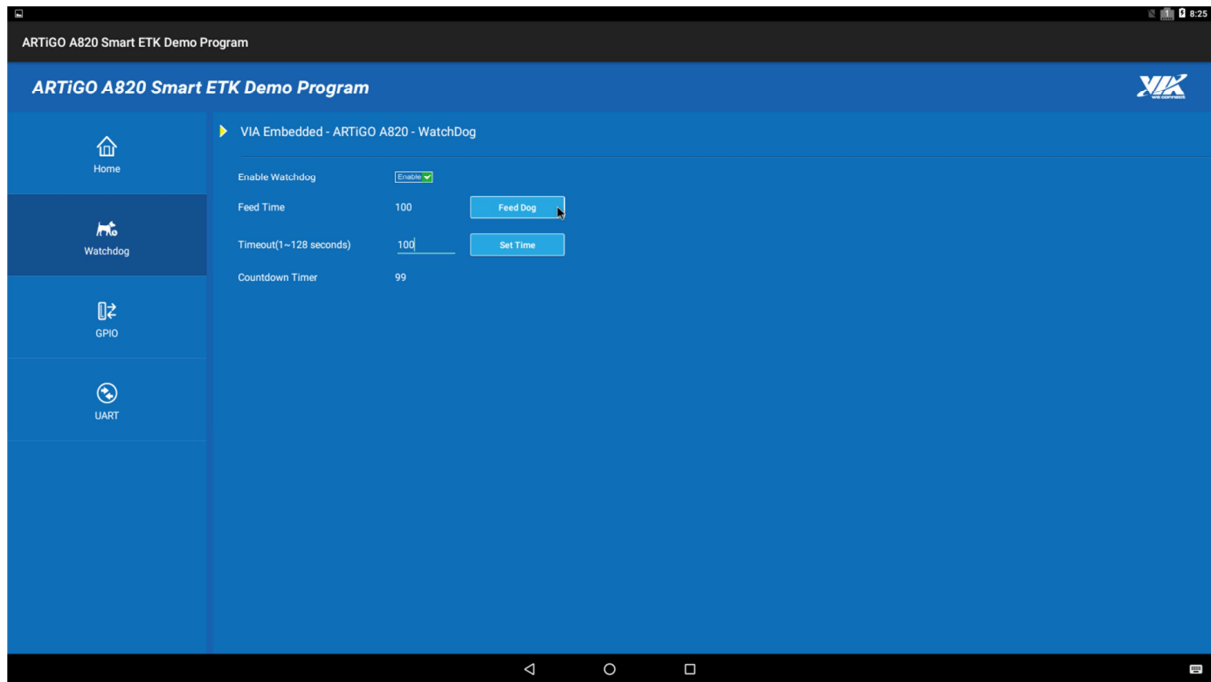 8:25
ARTiGO A820 Smart ETK Demo Program
ARTiGO A820 Smart ETK Demo Program
VIA
Home
Watchdog
GPIO
UART
VIA Embedded - ARTiGO A820 - WatchDog
Enable Watchdog Enable
Feed Time 100 Feed Dog
Timeout(1~128 seconds) 100 Set Time
Countdown Timer 99